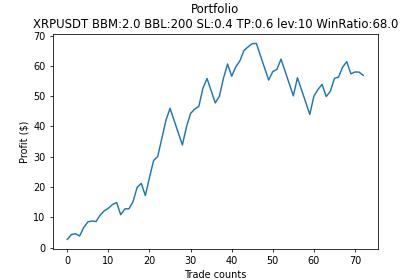 Portfolio
XRPUSDT BBM:2.0 BBL:200 SL:0.4 TP:0.6 lev:10 WinRatio:68.0
70
60
50
40
30
20
10
0
Profit ($)
0 10 20 30 40 50 60 70
Trade counts